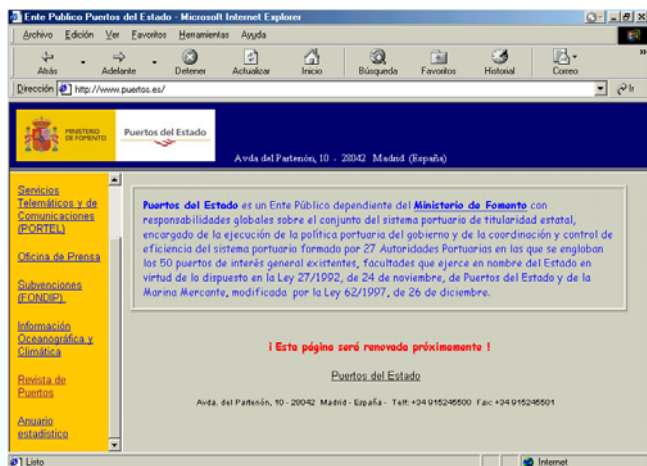 Ente Publico Puertos del Estado - Microsoft Internet Explorer
Archivo Edición Ver Favoritos Herramientas Ayuda
Atrás Adelante Detener Actualizar Inicio Búsqueda Favoritos Historial Correo
Dirección http://www.puertos.es/ Ir
MINISTERIO
DE FOMENTO
Puertos del Estado
Avda del Partenón, 10 - 28042 Madrid (España)
Servicios
Telemáticos y de
Comunicaciones
(PORTEL)
Oficina de Prensa
Subvenciones
(FONDIP).
Información
Oceanográfica y
Climática
Revista de
Puertos
Anuario
estadístico
Puertos del Estado es un Ente Público dependiente del Ministerio de Fomento con
responsabilidades globales sobre el conjunto del sistema portuario de titularidad estatal,
encargado de la ejecución de la política portuaria del gobierno y de la coordinación y control de
eficiencia del sistema portuario formado por 27 Autoridades Portuarias en las que se engloban
los 50 puertos de interés general existentes, facultades que ejerce en nombre del Estado en
virtud de lo dispuesto en la Ley 27/1992, de 24 de noviembre, de Puertos del Estado y de la
Marina Mercante, modificada por la Ley 62/1997, de 26 de diciembre.
¡ Esta página será renovada próximamente !
Puertos del Estado
Avda. del Partenón, 10 - 28042 Madrid - España - Telf: +34 915245500 Fax: +34 915245501
Listo Internet